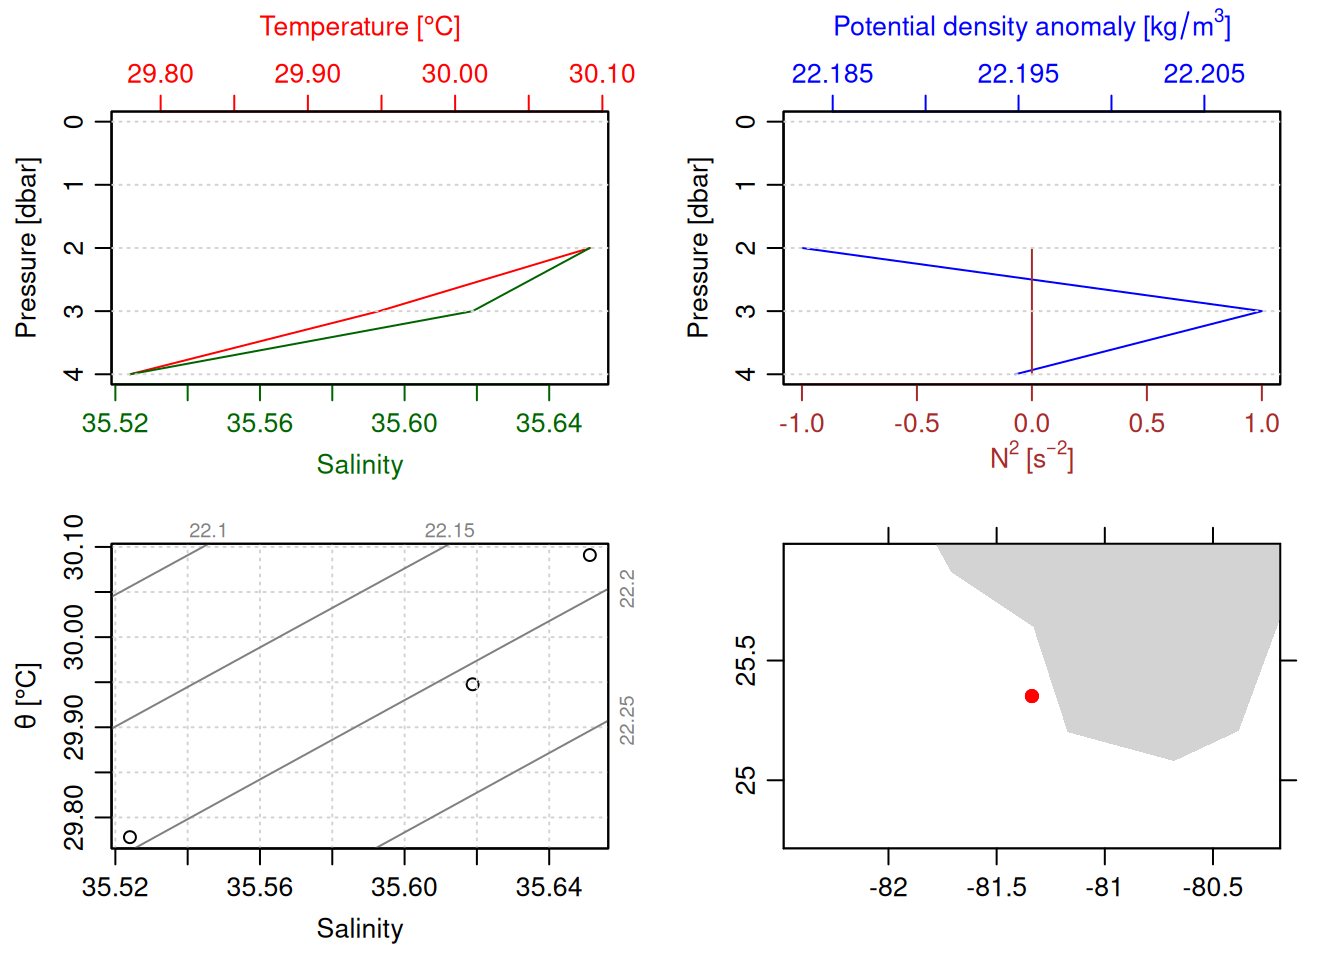 Temperature [°C]
29.80 29.90 30.00 30.10
0
1
2
3
4
Pressure [dbar]
35.52 35.56 35.60 35.64
Salinity
Potential density anomaly [kg/m³]
22.185 22.195 22.205
0
1
2
3
4
Pressure [dbar]
-1.0 -0.5 0.0 0.5 1.0
N² [s⁻²]
22.1 22.15
22.2
22.25
30.10
30.00
29.90
29.80
θ [°C]
35.52 35.56 35.60 35.64
Salinity
25.5
25
-82 -81.5 -81 -80.5